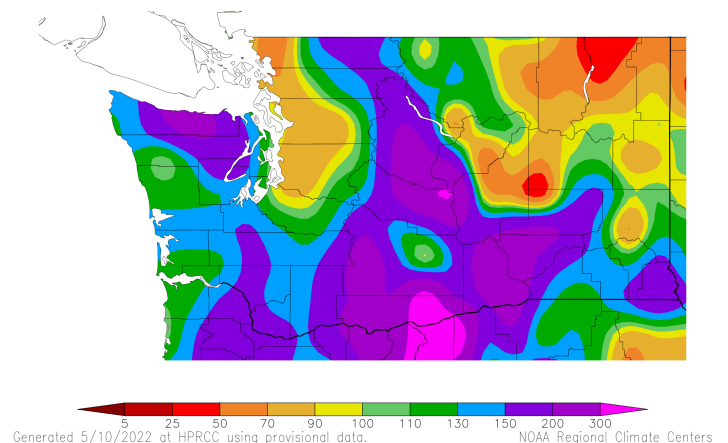 5 25 50 70 90 100 110 130 150 200 300
Generated 5/10/2022 at HPRCC using provisional data. NOAA Regional Climate Centers